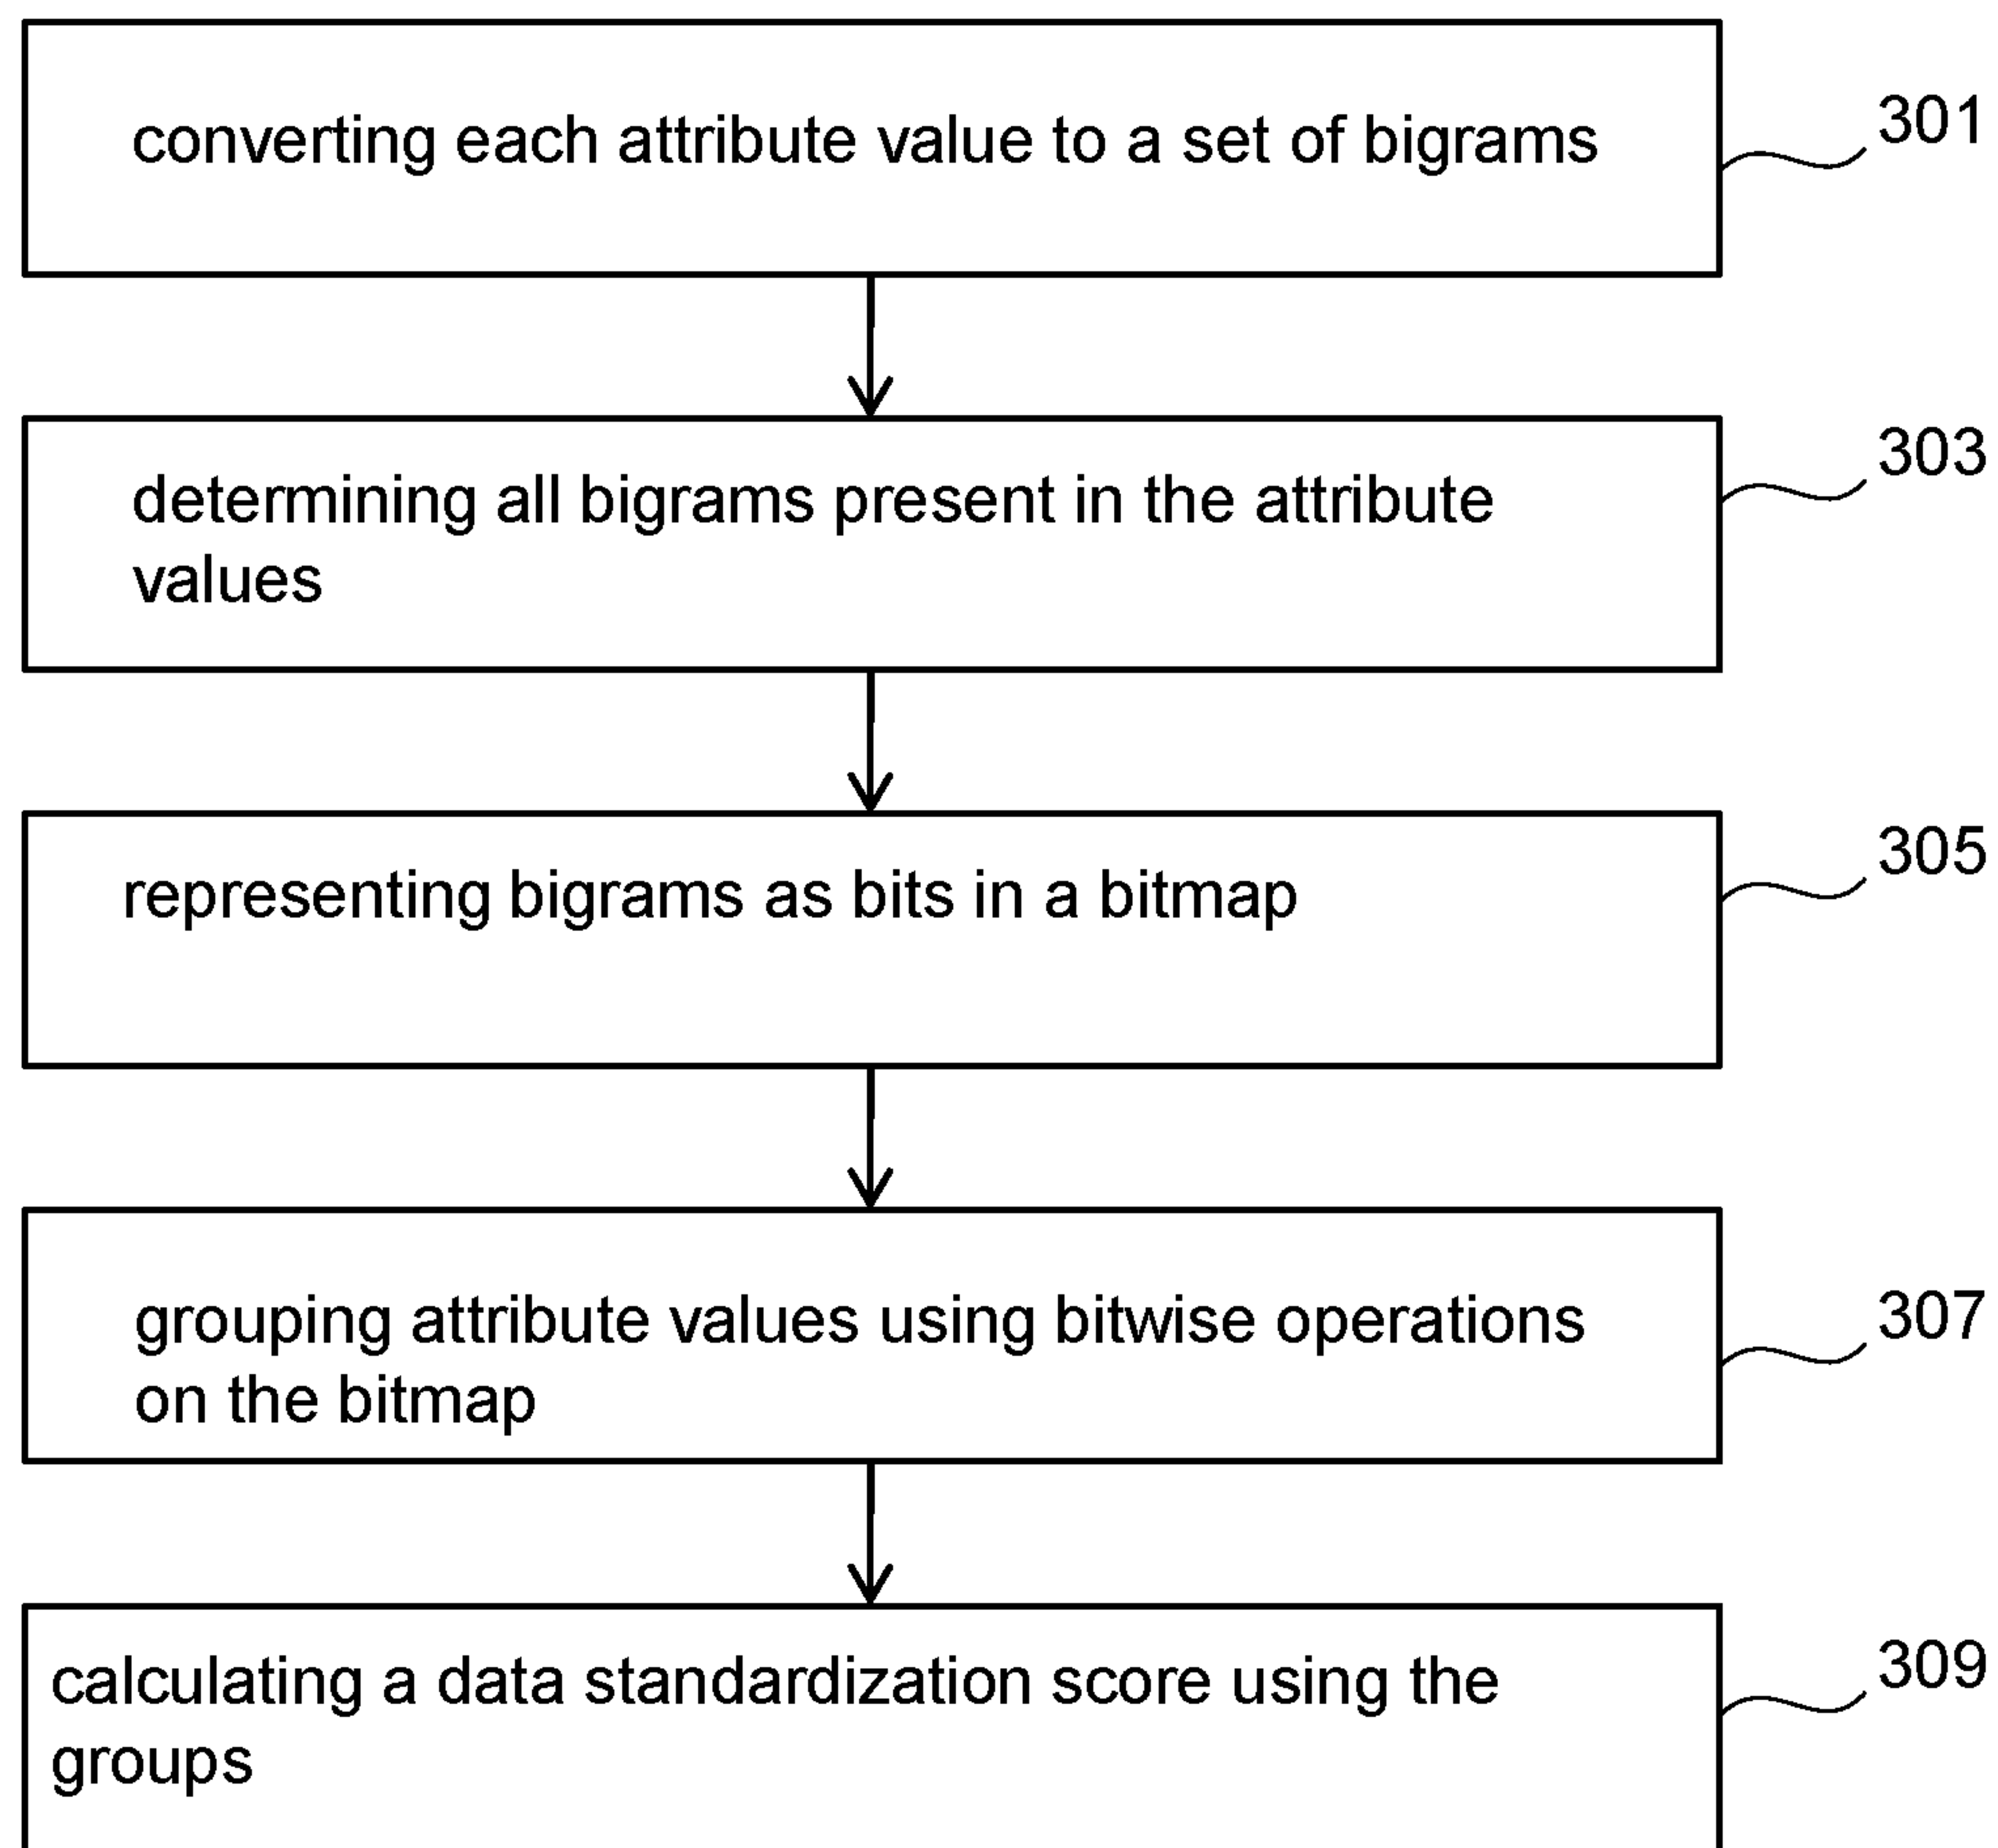 converting each attribute value to a set of bigrams
301
determining all bigrams present in the attribute
values
303
representing bigrams as bits in a bitmap
305
grouping attribute values using bitwise operations
on the bitmap
307
calculating a data standardization score using the
groups
309